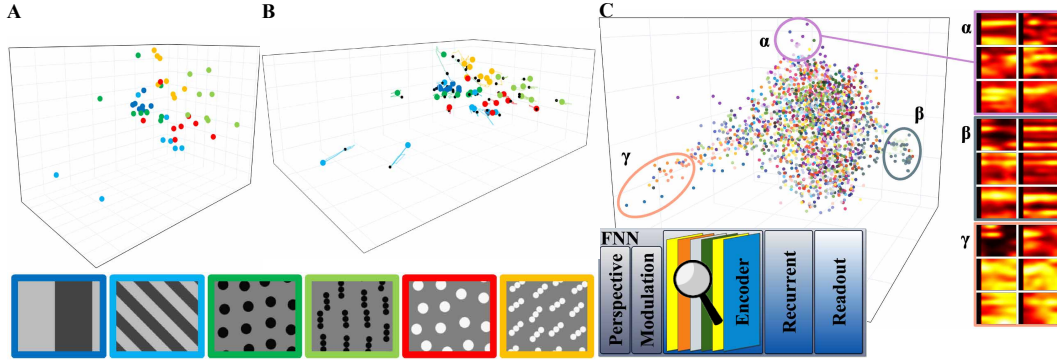 A
B
C
α
β
γ
FNN
Perspective
Modulation
Encoder
Recurrent
Readout
α
β
γ